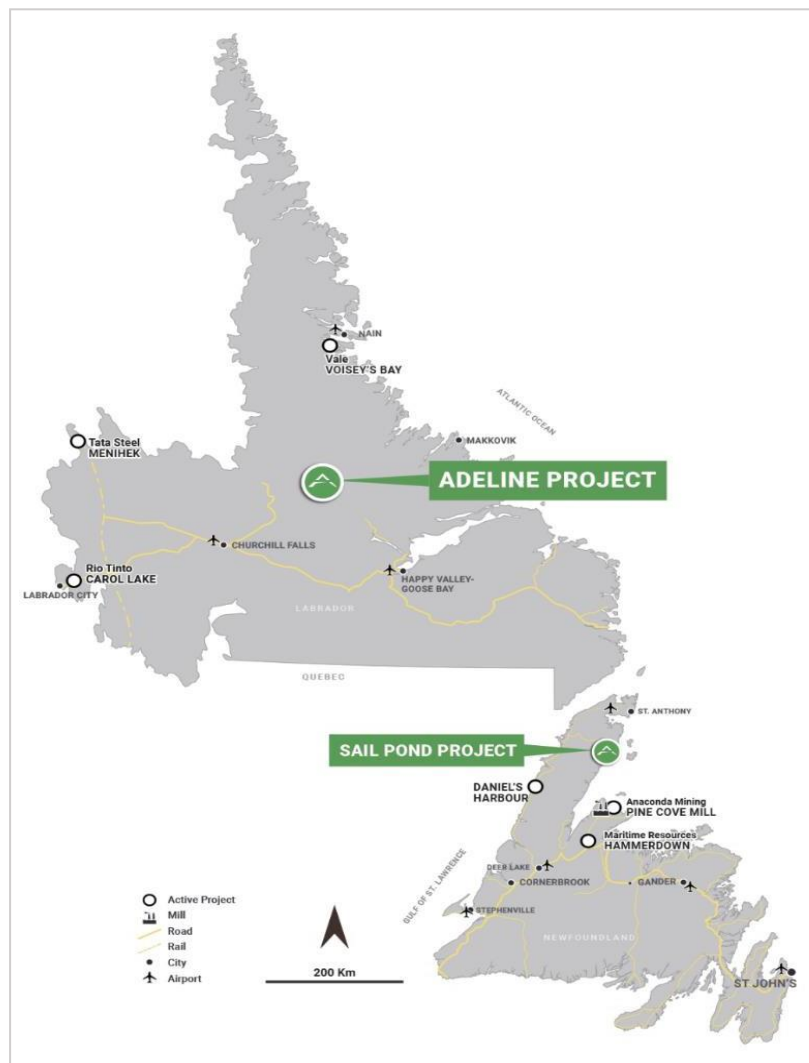 NAIN
Vale
VOISEY'S BAY
ATLANTIC OCEAN
MAKKOVIK
Tata Steel
MENIHEK
ADELINE PROJECT
CHURCHILL FALLS
Rio Tinto
CAROL LAKE
LABRADOR CITY
HAPPY VALLEY-
GOOSE BAY
LABRADOR
QUEBEC
ST. ANTHONY
SAIL POND PROJECT
DANIEL'S
HARBOUR
Anaconda Mining
PINE COVE MILL
Maritime Resources
HAMMERDOWN
DEER LAKE
CORNERBROOK
GANDER
GULF OF ST. LAWRENCE
STEPHENVILLE
NEWFOUNDLAND
ST JOHN'S
Active Project
Mill
Road
Rail
City
Airport
200 Km